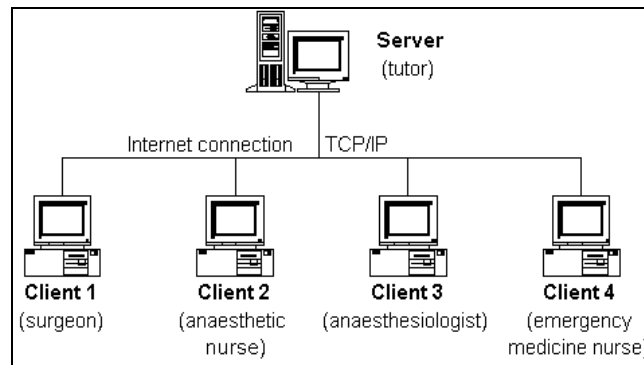 Server
(tutor)
Internet connection TCP/IP
Client 1
(surgeon)
Client 2
(anaesthetic
nurse)
Client 3
(anaesthesiologist)
Client 4
(emergency
medicine nurse)